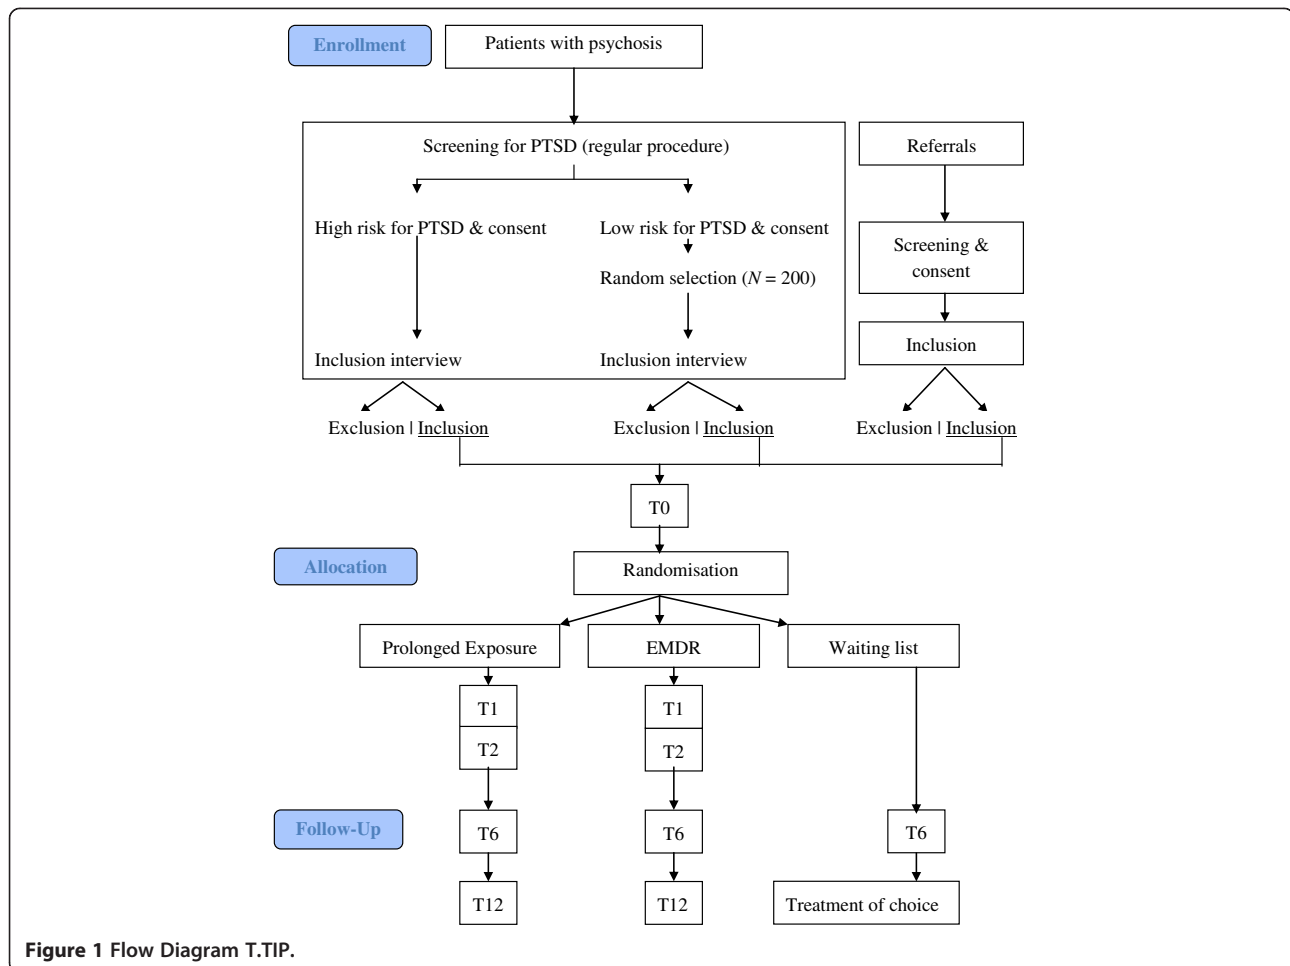 Enrollment
Patients with psychosis
Screening for PTSD (regular procedure)
Referrals
High risk for PTSD & consent
Low risk for PTSD & consent
Screening &
consent
Random selection (N = 200)
Inclusion
Inclusion interview
Inclusion interview
Exclusion | Inclusion
Exclusion | Inclusion
Exclusion | Inclusion
T0
Allocation
Randomisation
Prolonged Exposure
EMDR
Waiting list
T1
T1
T2
T2
Follow-Up
T6
T6
T6
T12
T12
Treatment of choice
Figure 1 Flow Diagram T.TIP.